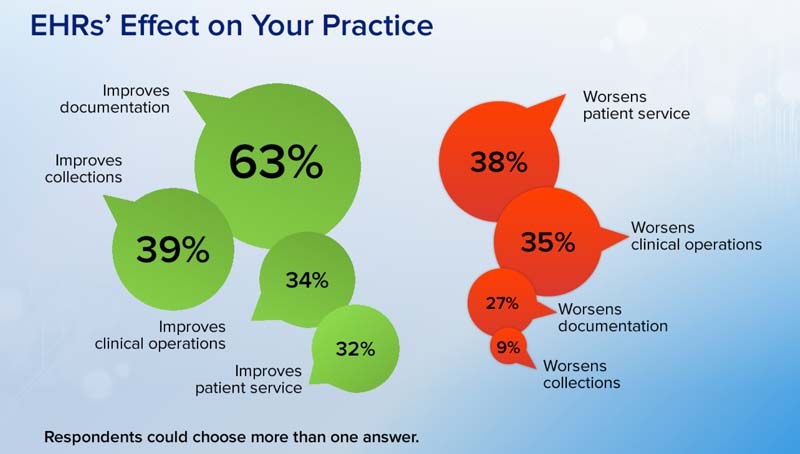 EHRs’ Effect on Your Practice
Improves
documentation
63%
Improves
collections
39%
34%
Improves
clinical operations
32%
Improves
patient service
Worsens
patient service
38%
35%
Worsens
clinical operations
27%
Worsens
documentation
9%
Worsens
collections
Respondents could choose more than one answer.